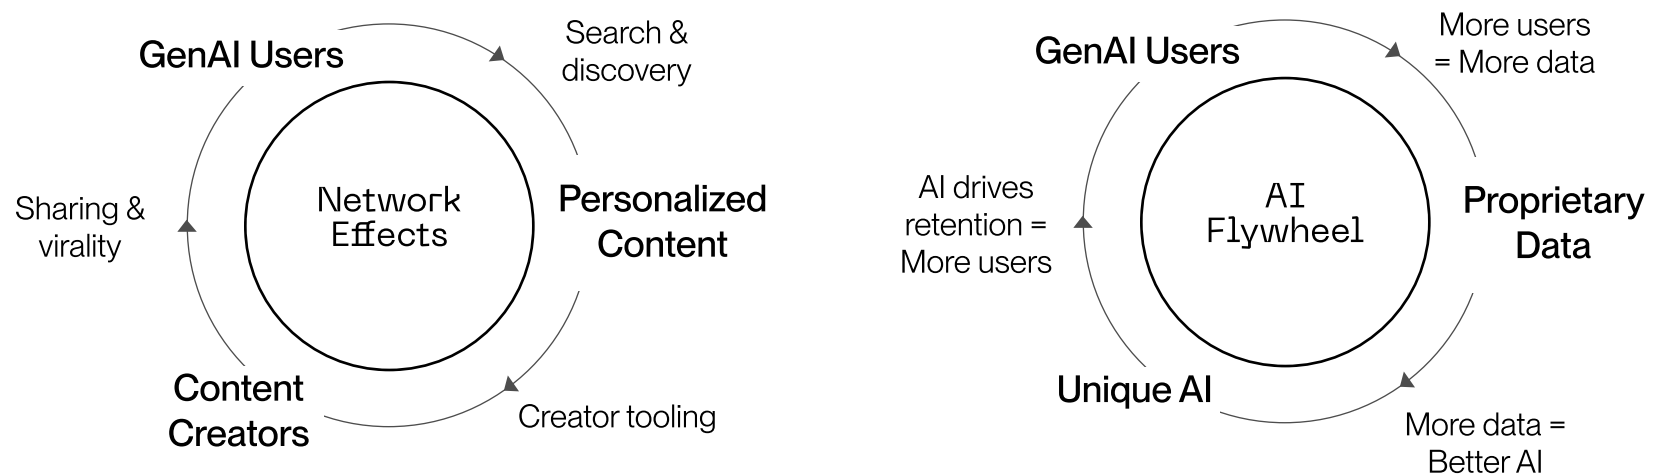 GenAI Users
Search &
discovery
Personalized
Content
Creator tooling
Content
Creators
Sharing &
virality
Network
Effects
GenAI Users
More users
= More data
Proprietary
Data
More data =
Better AI
Unique AI
AI drives
retention =
More users
AI
Flywheel